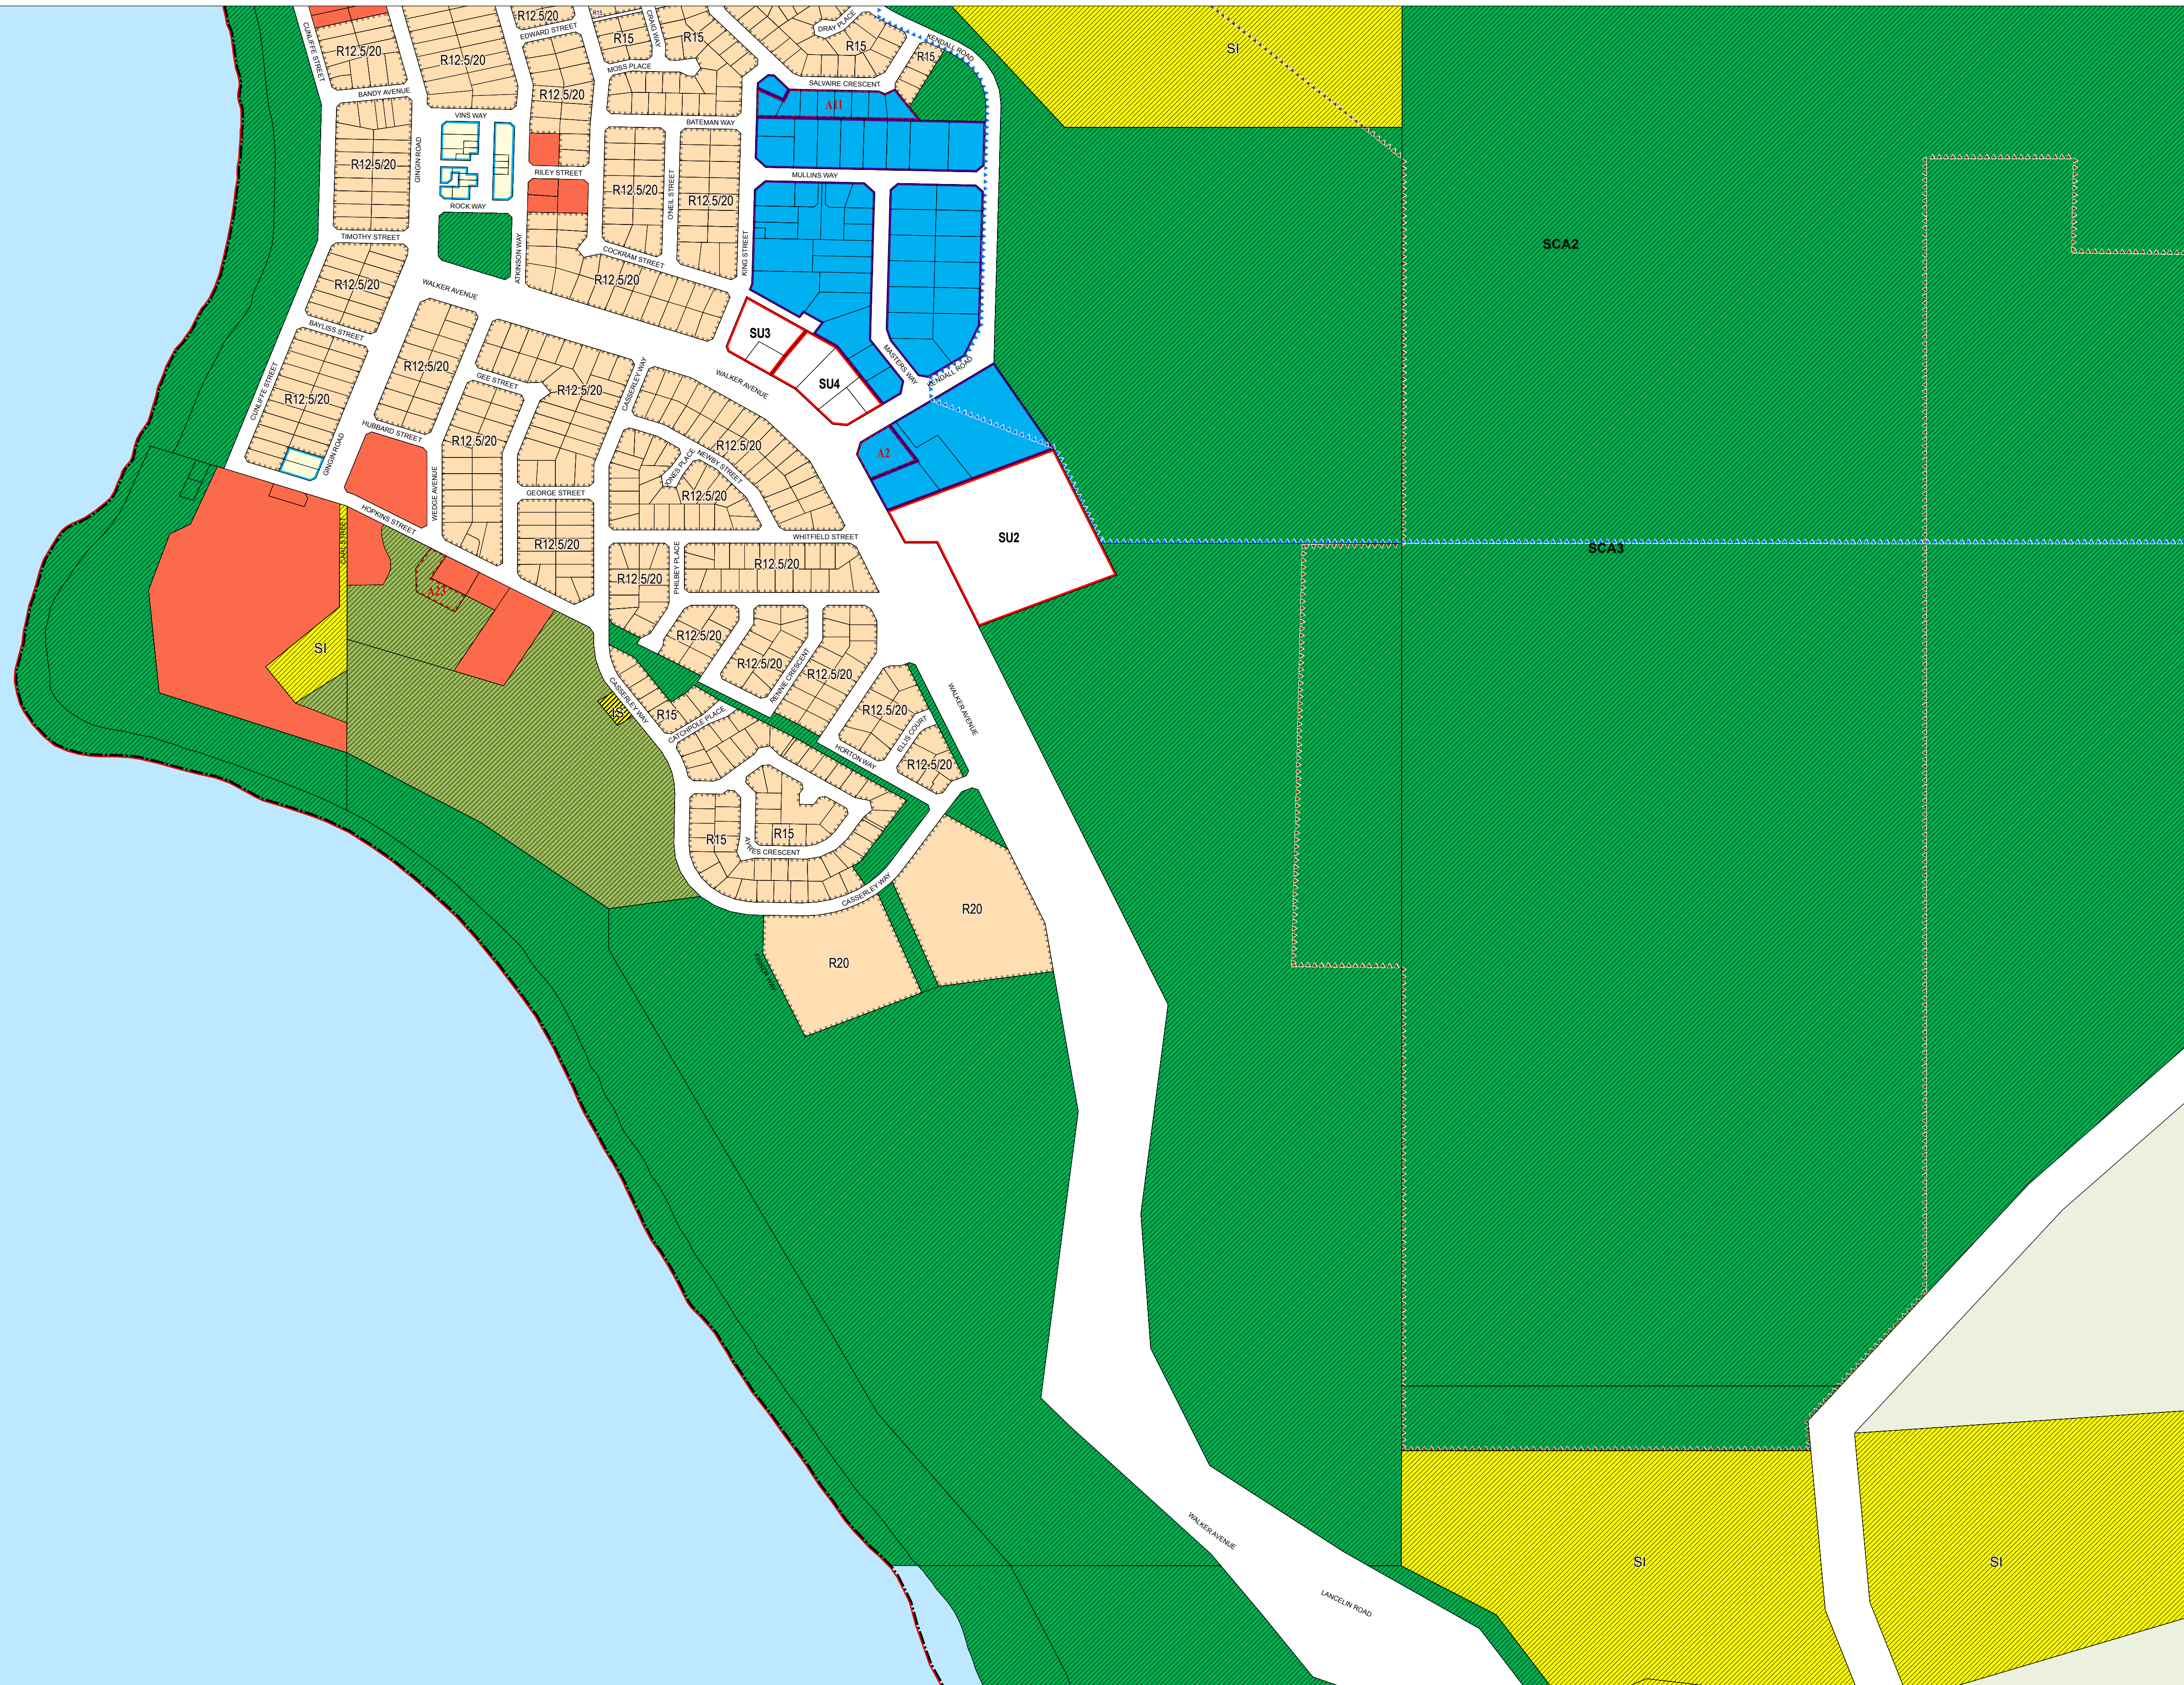 R12.5/20
EDWARD STREET
R15
CRAIG WAY
R15
R15
DRAY PLACE
R15
KENDALL ROAD
R15
SI
CUNLIFFE STREET
R12.5/20
R12.5/20
MOSS PLACE
SALVAIRE CRESCENT
BANDY AVENUE
R12.5/20
A11
VINS WAY
BATEMAN WAY
GINGIN ROAD
R12.5/20
RILEY STREET
MULLINS WAY
R12.5/20
O'NEIL STREET
R12.5/20
ROCK WAY
TIMOTHY STREET
ATKINSON WAY
COCKRAM STREET
KING STREET
SCA2
R12.5/20
WALKER AVENUE
R12.5/20
BAYLISS STREET
SU3
MASTERS WAY
KENDALL ROAD
R12.5/20
GEE STREET
R12.5/20
CASSERLEY WAY
WALKER AVENUE
SU4
CUNLIFFE STREET
R12.5/20
HUBBARD STREET
GINGIN ROAD
R12.5/20
R12.5/20
NEWBY STREET
JONES PLACE
A2
R12.5/20
WEDGE AVENUE
GEORGE STREET
HOPKINS STREET
CARL STREET
WHITFIELD STREET
SU2
R12.5/20
SCA3
R12.5/20
PHILBEY PLACE
R12.5/20
A23
R12.5/20
SI
R12.5/20
RENNIE CRESCENT
R12.5/20
CASSERLEY WAY
R15
CATCHPOLE PLACE
R12.5/20
ELLIS COURT
WALKER AVENUE
HORTON WAY
R12.5/20
R15
R15
AYRES CRESCENT
CASSERLEY WAY
R20
R20
WALKER AVENUE
SI
SI
LANCELIN ROAD